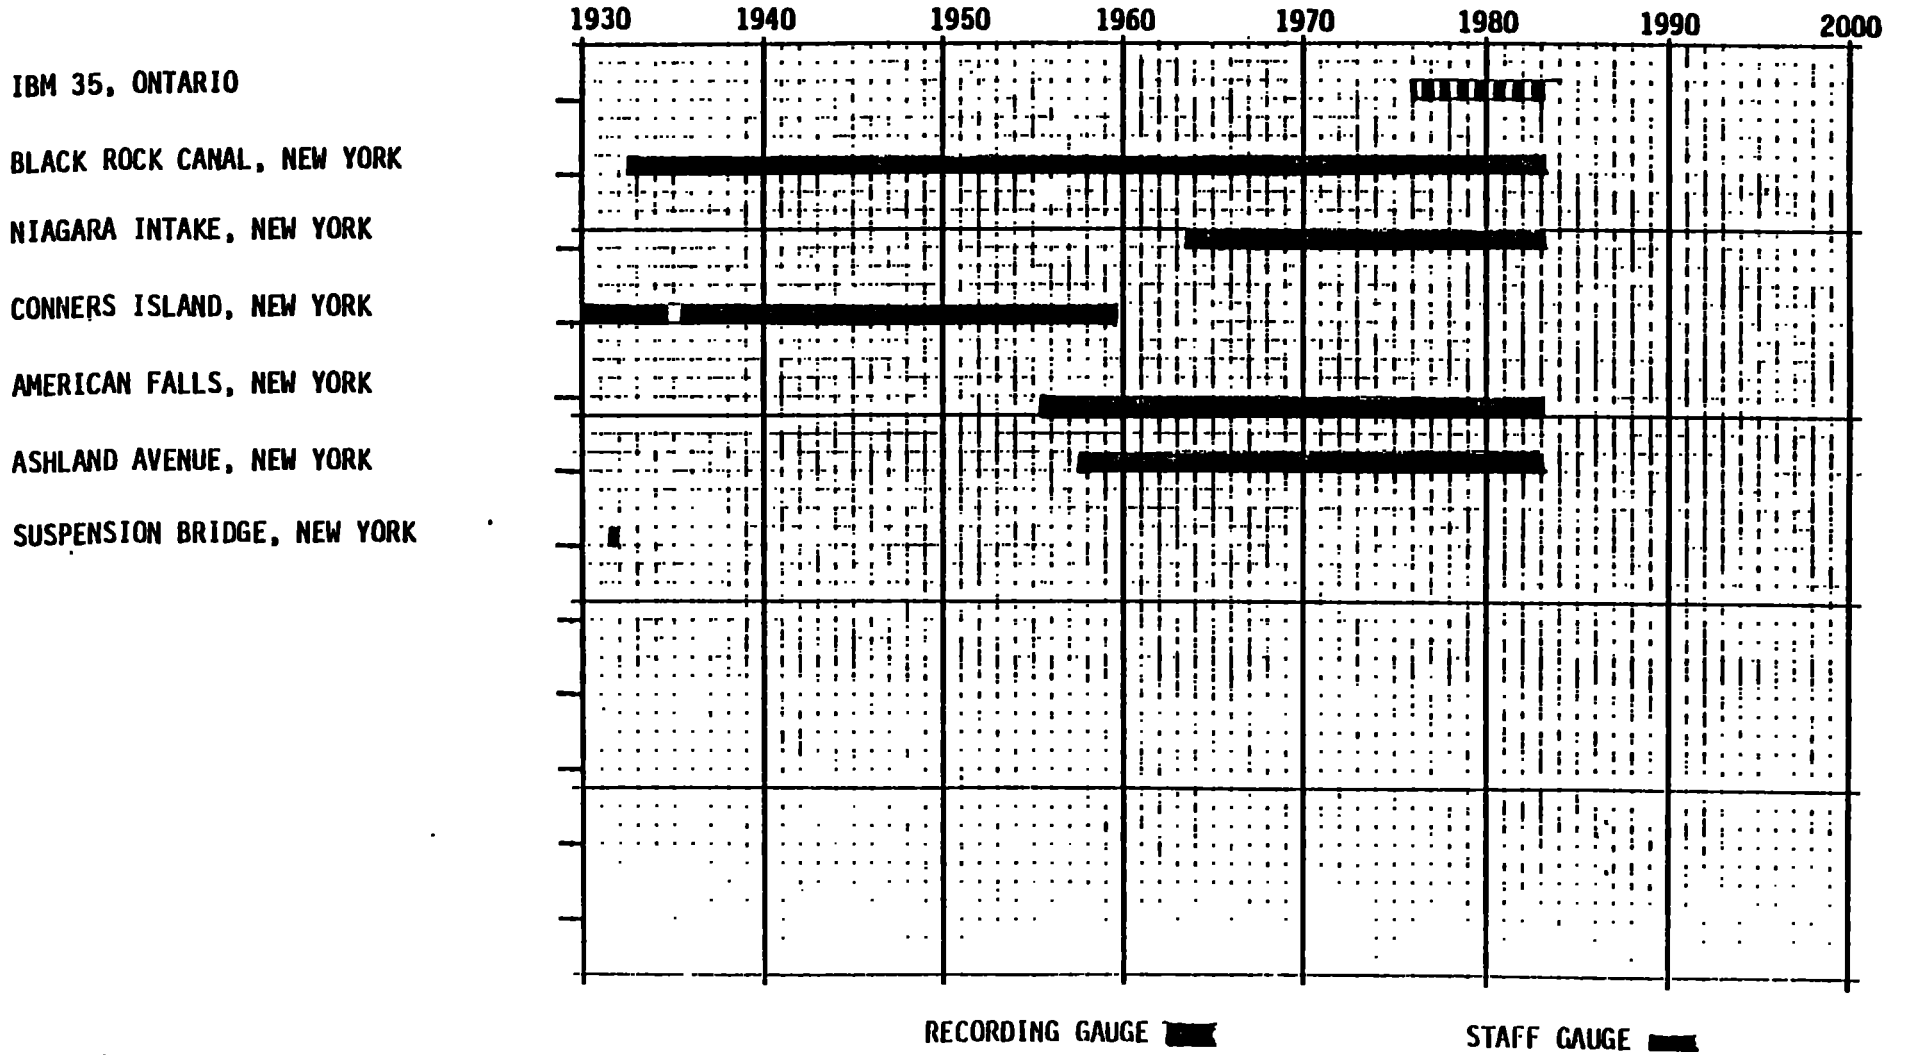 1930 1940 1950 1960 1970 1980 1990 2000
IBM 35, ONTARIO
BLACK ROCK CANAL, NEW YORK
NIAGARA INTAKE, NEW YORK
CONNERS ISLAND, NEW YORK
AMERICAN FALLS, NEW YORK
ASHLAND AVENUE, NEW YORK
SUSPENSION BRIDGE, NEW YORK
RECORDING GAUGE STAFF GAUGE